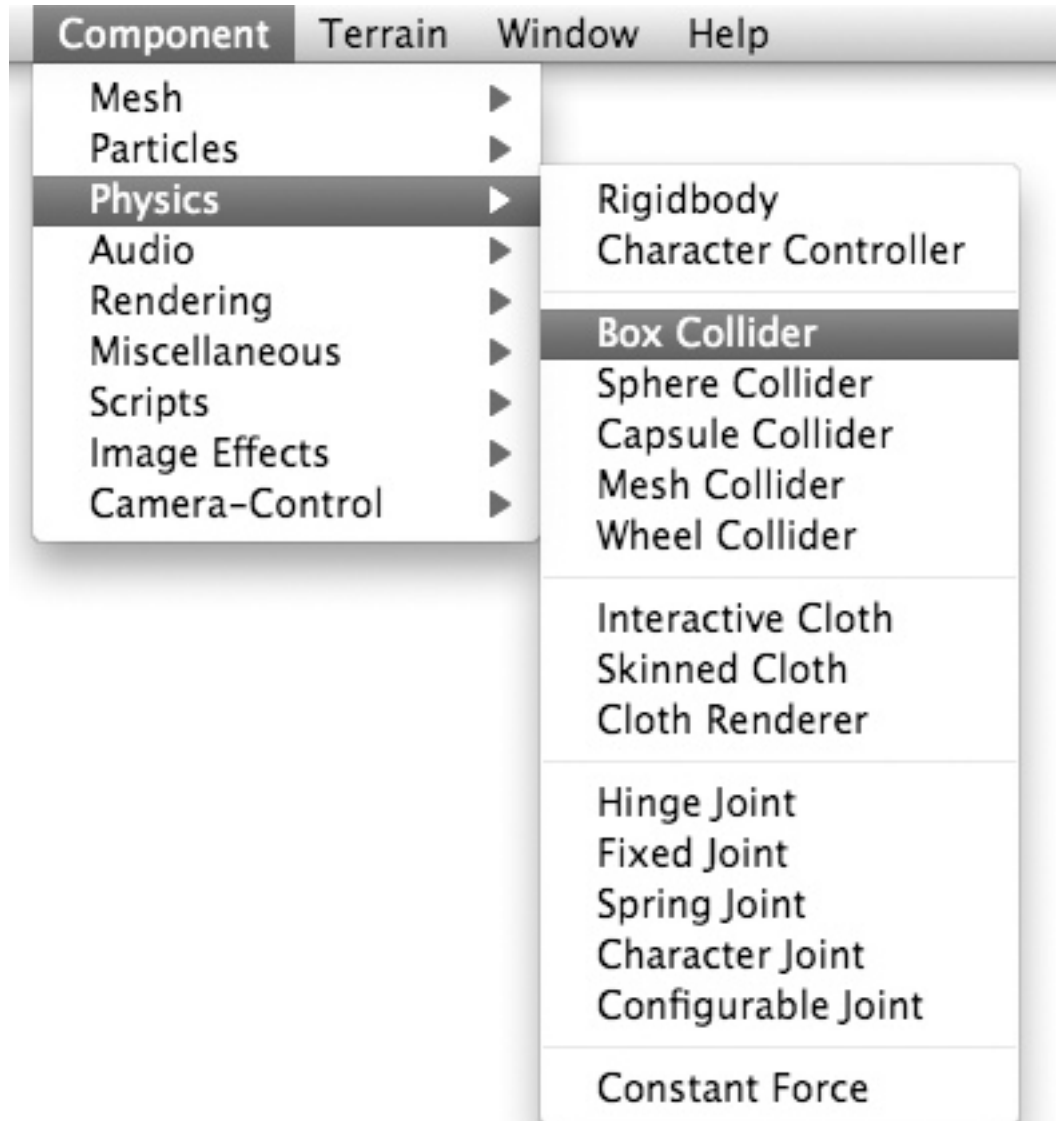 Component Terrain Window Help
Mesh
Particles
Physics
Audio
Rendering
Miscellaneous
Scripts
Image Effects
Camera-Control
Rigidbody
Character Controller
Box Collider
Sphere Collider
Capsule Collider
Mesh Collider
Wheel Collider
Interactive Cloth
Skinned Cloth
Cloth Renderer
Hinge Joint
Fixed Joint
Spring Joint
Character Joint
Configurable Joint
Constant Force